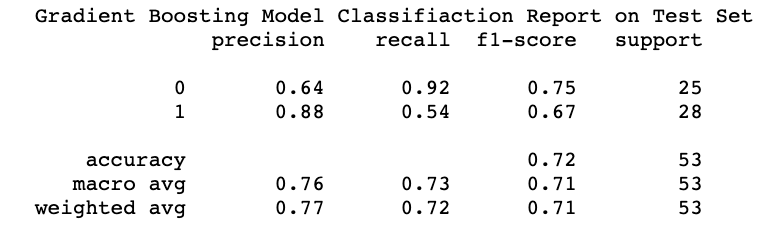 Gradient Boosting Model Classifiaction Report on Test Set
precision recall f1-score support
0 0.64 0.92 0.75 25
1 0.88 0.54 0.67 28
accuracy 0.72 53
macro avg 0.76 0.73 0.71 53
weighted avg 0.77 0.72 0.71 53